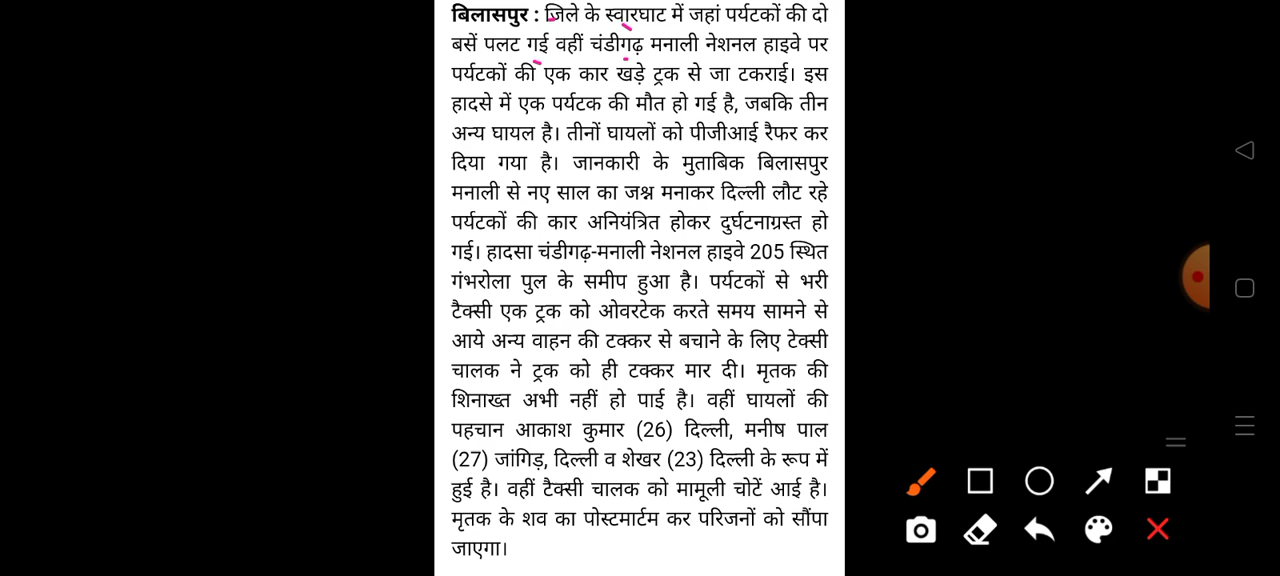 बिलासपुर : जिले के स्वारघाट में जहां पर्यटकों की दो
बसें पलट गई वहीं चंडीगढ़ मनाली नेशनल हाइवे पर
पर्यटकों की एक कार खड़े ट्रक से जा टकराई। इस
हादसे में एक पर्यटक की मौत हो गई है, जबकि तीन
अन्य घायल है। तीनों घायलों को पीजीआई रैफर कर
दिया गया है। जानकारी के मुताबिक बिलासपुर
मनाली से नए साल का जश्न मनाकर दिल्ली लौट रहे
पर्यटकों की कार अनियंत्रित होकर दुर्घटनाग्रस्त हो
गई। हादसा चंडीगढ़-मनाली नेशनल हाइवे 205 स्थित
गंभरोला पुल के समीप हुआ है। पर्यटकों से भरी
टैक्सी एक ट्रक को ओवरटेक करते समय सामने से
आये अन्य वाहन की टक्कर से बचाने के लिए टेक्सी
चालक ने ट्रक को ही टक्कर मार दी। मृतक की
शिनाख्त अभी नहीं हो पाई है। वहीं घायलों की
पहचान आकाश कुमार (26) दिल्ली, मनीष पाल
(27) जांगिड़, दिल्ली व शेखर (23) दिल्ली के रूप में
हुई है। वहीं टैक्सी चालक को मामूली चोटें आई है।
मृतक के शव का पोस्टमार्टम कर परिजनों को सौंपा
जाएगा।